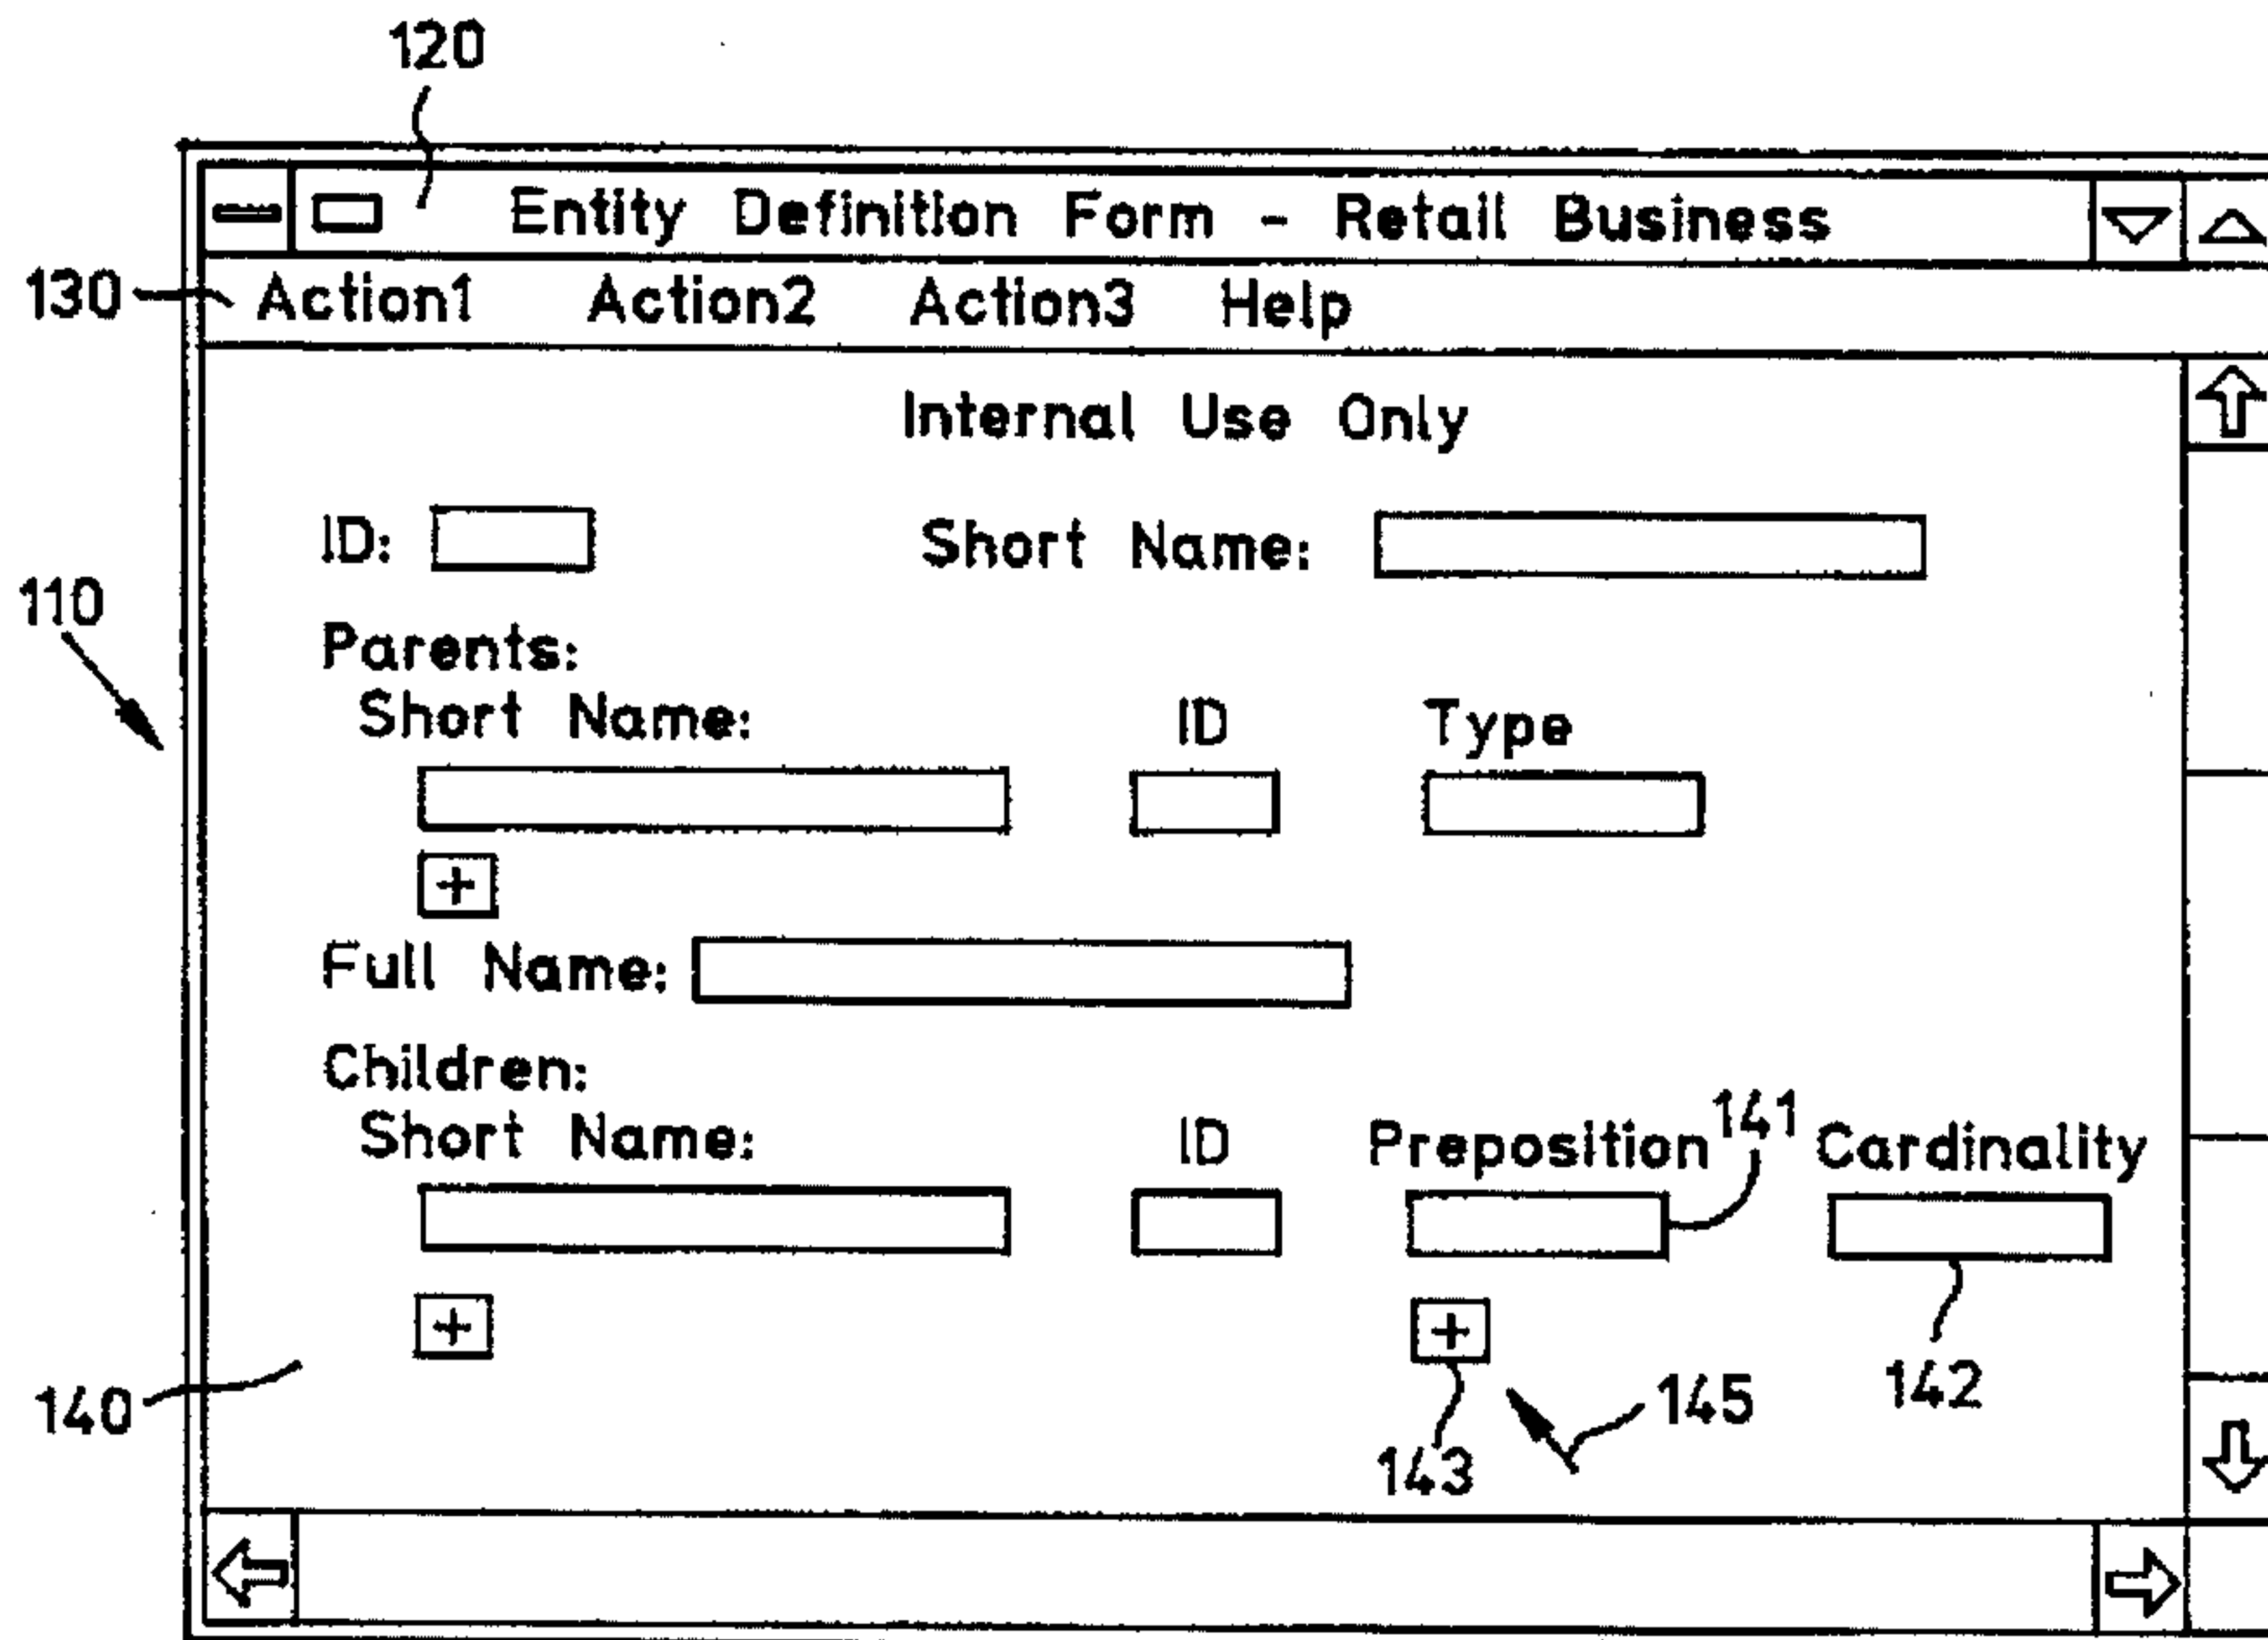 120
Entity Definition Form - Retail Business
130 Action1 Action2 Action3 Help
Internal Use Only
ID: Short Name:
110
Parents:
Short Name: ID Type
+
Full Name:
Children:
Short Name: ID Preposition 141 Cardinality
+ +
140 143 145 142